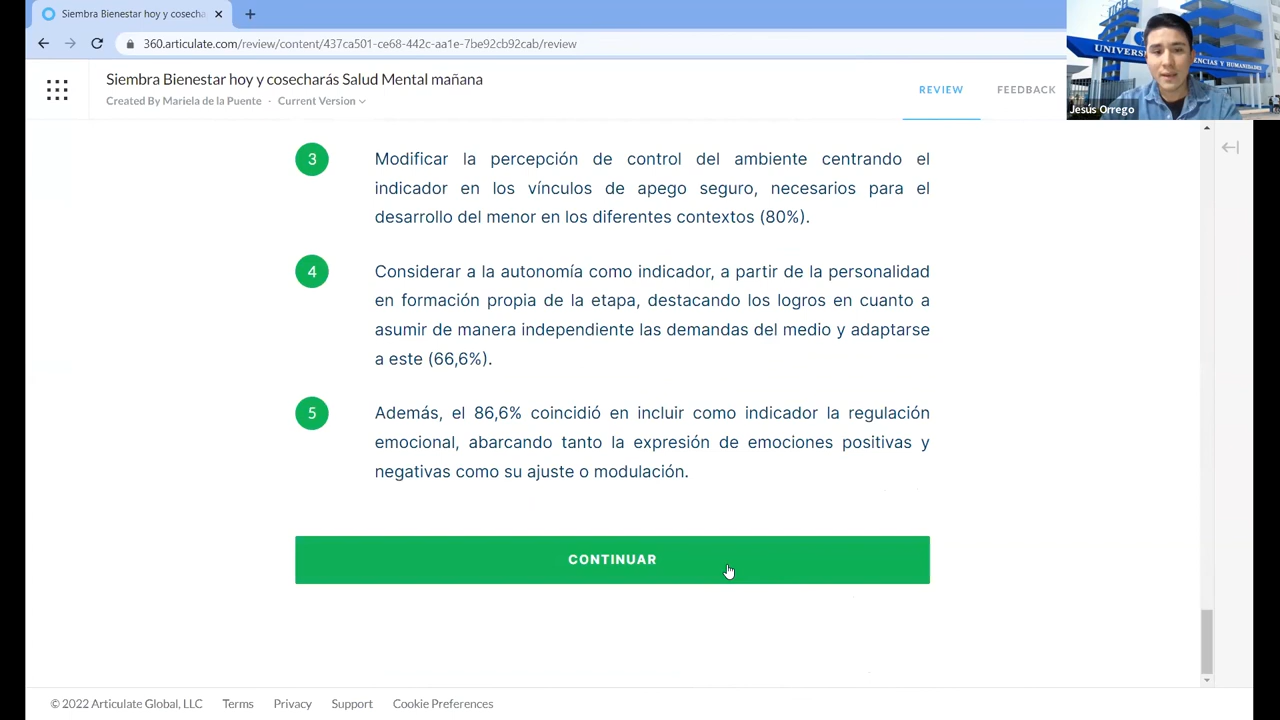 Siembra Bienestar hoy y cosecha
360.articulate.com/review/content/437ca501-ce68-442c-aa1e-7be92cb92cab/review
Siembra Bienestar hoy y cosecharás Salud Mental mañana
Created By Mariela de la Puente · Current Version
REVIEW
FEEDBACK
UCH
UNIVERS
ENCIAS Y HUMANIDADES
Jesús Orrego
3
Modificar la percepción de control del ambiente centrando el
indicador en los vínculos de apego seguro, necesarios para el
desarrollo del menor en los diferentes contextos (80%).
4
Considerar a la autonomía como indicador, a partir de la personalidad
en formación propia de la etapa, destacando los logros en cuanto a
asumir de manera independiente las demandas del medio y adaptarse
a este (66,6%).
5
Además, el 86,6% coincidió en incluir como indicador la regulación
emocional, abarcando tanto la expresión de emociones positivas y
negativas como su ajuste o modulación.
CONTINUAR
© 2022 Articulate Global, LLC
Terms
Privacy
Support
Cookie Preferences